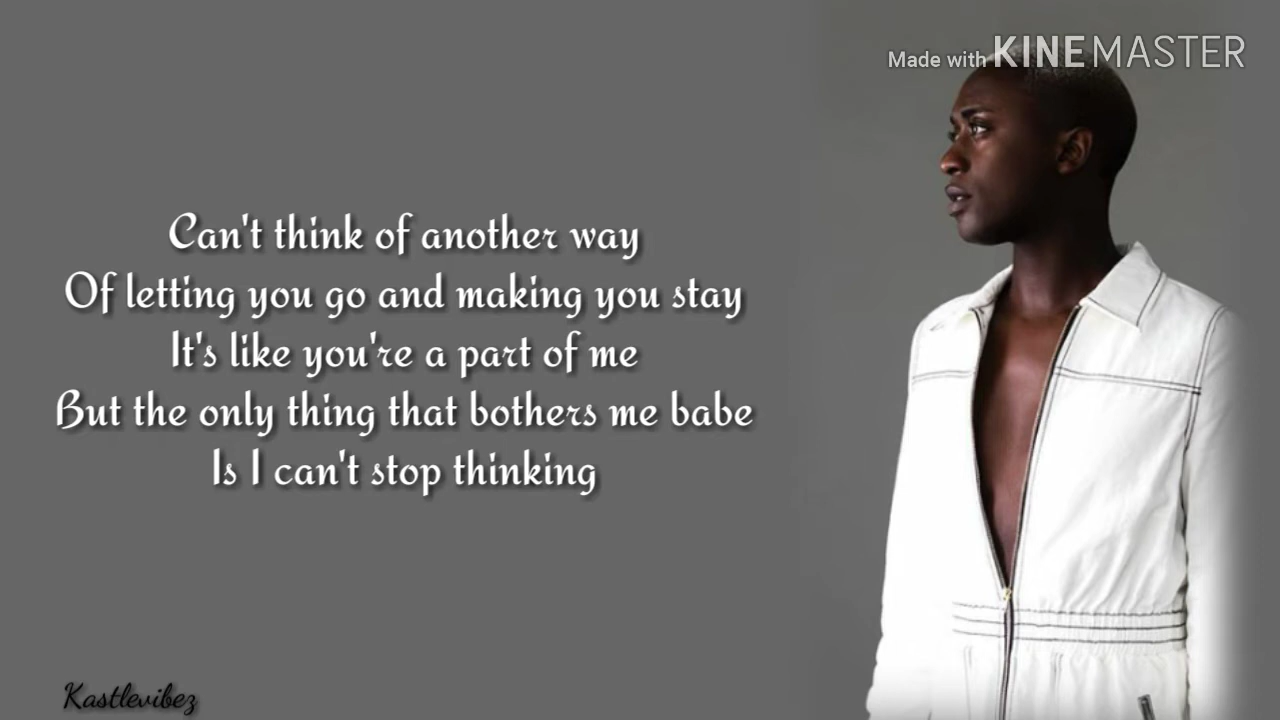 Made with KINEMASTER
Can't think of another way
Of letting you go and making you stay
It's like you're a part of me
But the only thing that bothers me babe
Is I can't stop thinking
Kastlevibez